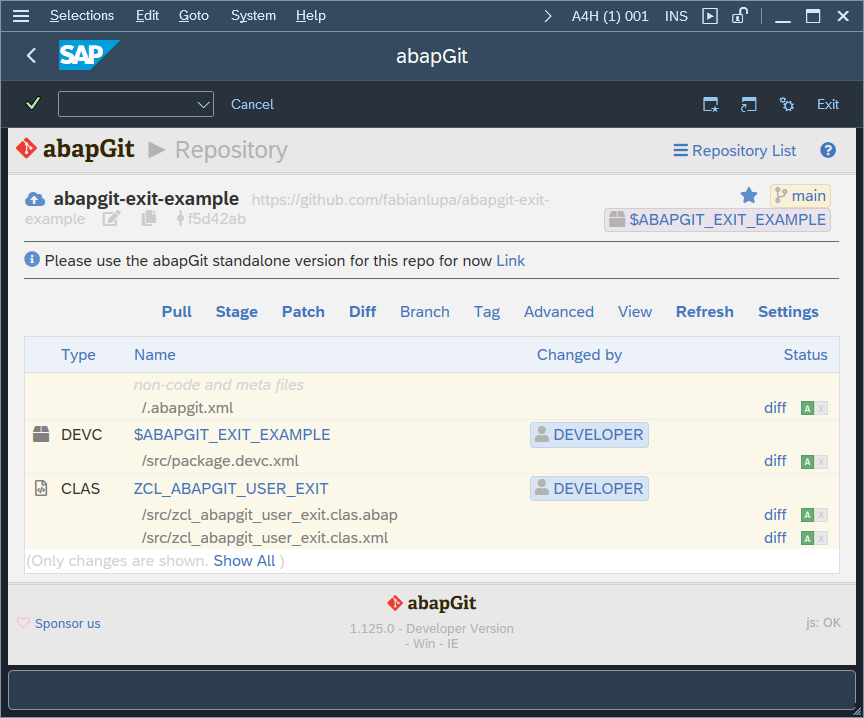 Selections Edit Goto System Help A4H (1) 001 INS
SAP abapGit
Cancel Exit
abapGit Repository Repository List ?
abapgit-exit-example https://github.com/fabianlupa/abapgit-exit-example f5d42ab main
$ABAPGIT_EXIT_EXAMPLE
Please use the abapGit standalone version for this repo for now Link
Pull Stage Patch Diff Branch Tag Advanced View Refresh Settings
Type Name Changed by Status
non-code and meta files
/.abapgit.xml diff A X
DEVC $ABAPGIT_EXIT_EXAMPLE DEVELOPER
/src/package.devc.xml diff A X
CLAS ZCL_ABAPGIT_USER_EXIT DEVELOPER
/src/zcl_abapgit_user_exit.clas.abap diff A X
/src/zcl_abapgit_user_exit.clas.xml diff A X
(Only changes are shown. Show All )
abapGit
Sponsor us 1.125.0 - Developer Version js: OK
- Win - IE